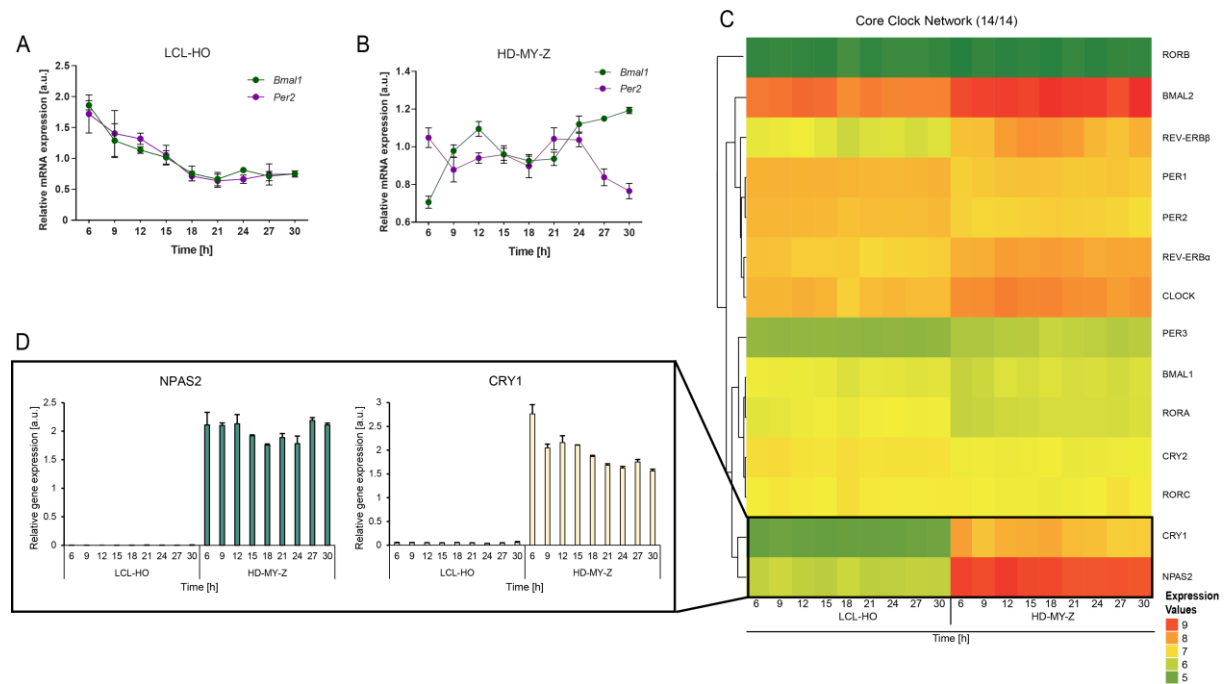 A
LCL-HO
Bmal1
Per2
Relative mRNA expression [a.u.]
2.5
2.0
1.5
1.0
0.5
0
6 9 12 15 18 21 24 27 30
Time [h]
B
HD-MY-Z
Bmal1
Per2
Relative mRNA expression [a.u.]
1.4
1.2
1.0
0.8
0.6
6 9 12 15 18 21 24 27 30
Time [h]
C
Core Clock Network (14/14)
RORB
BMAL2
REV-ERBβ
PER1
PER2
REV-ERBα
CLOCK
PER3
BMAL1
RORA
CRY2
RORC
CRY1
NPAS2
6 9 12 15 18 21 24 27 30 6 9 12 15 18 21 24 27 30
LCL-HO HD-MY-Z
Time [h]
Expression
Values
9
8
7
6
5
D
NPAS2
Relative gene expression [a.u.]
2.5
2
1.5
1
0.5
0
6 9 12 15 18 21 24 27 30 6 9 12 15 18 21 24 27 30
LCL-HO HD-MY-Z
Time [h]
CRY1
Relative gene expression [a.u.]
3
2.5
2
1.5
1
0.5
0
6 9 12 15 18 21 24 27 30 6 9 12 15 18 21 24 27 30
LCL-HO HD-MY-Z
Time [h]